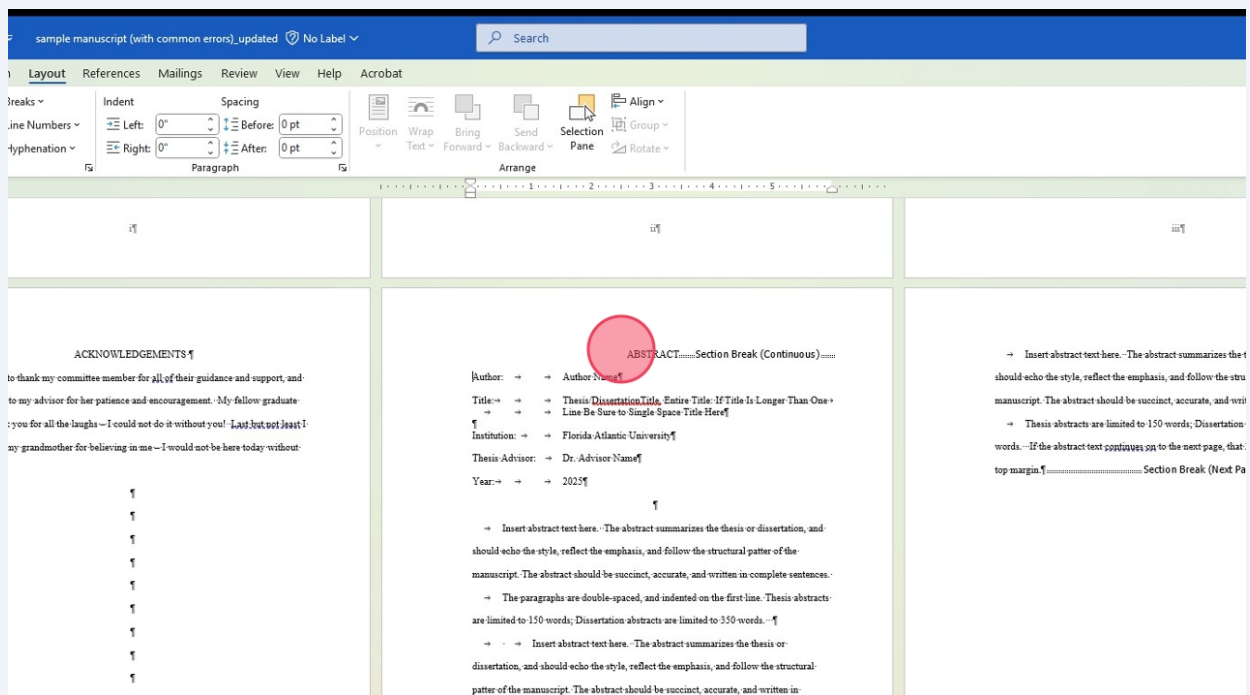 sample manuscript (with common errors)_updated No Label
Search
Layout References Mailings Review View Help Acrobat
Breaks
Line Numbers
Hyphenation
Indent
Left: 0"
Right: 0"
Spacing
Before: 0 pt
After: 0 pt
Paragraph
Position
Wrap Text
Bring Forward
Send Backward
Selection Pane
Align
Group
Rotate
Arrange
1 2 3 4 5
i¶
ii¶
iii¶
ACKNOWLEDGEMENTS·¶
to·thank·my·committee·member·for·all·of·their·guidance·and·support,·and·
to·my·advisor·for·her·patience·and·encouragement.··My·fellow·graduate·
you·for·all·the·laughs·–·I·could·not·do·it·without·you!··Last·but·not·least·I·
my·grandmother·for·believing·in·me·–·I·would·not·be·here·today·without·
¶
¶
¶
¶
¶
¶
¶
¶
¶
ABSTRACT Section Break (Continuous)
Author: → → Author·Name¶
Title:→ → → Thesis/DissertationTitle,·Entire·Title:·If·Title·Is·Longer·Than·One·
→ → → Line·Be·Sure·to·Single·Space·Title·Here¶
¶
Institution: → → Florida·Atlantic·University¶
Thesis·Advisor: → Dr.·Advisor·Name¶
Year:→ → → 2025¶
¶
→ Insert·abstract·text·here.··The·abstract·summarizes·the·thesis·or·dissertation,·and·
should·echo·the·style,·reflect·the·emphasis,·and·follow·the·structural·patter·of·the·
manuscript.·The·abstract·should·be·succinct,·accurate,·and·written·in·complete·sentences.·
→ The·paragraphs·are·double-spaced,·and·indented·on·the·first·line.·Thesis·abstracts·
are·limited·to·150·words;·Dissertation·abstracts·are·limited·to·350·words.··¶
→ · → Insert·abstract·text·here.··The·abstract·summarizes·the·thesis·or·
dissertation,·and·should·echo·the·style,·reflect·the·emphasis,·and·follow·the·structural·
patter·of·the·manuscript.·The·abstract·should·be·succinct,·accurate,·and·written·in·
→ Insert·abstract·text·here.··The·abstract·summarizes·the·
should·echo·the·style,·reflect·the·emphasis,·and·follow·the·
manuscript.·The·abstract·should·be·succinct,·accurate,·and·
→ Thesis·abstracts·are·limited·to·150·words;·Dissertation·
words.··If·the·abstract·text·continues·on·to·the·next·page,·that·
top·margin.¶ Section Break (Next